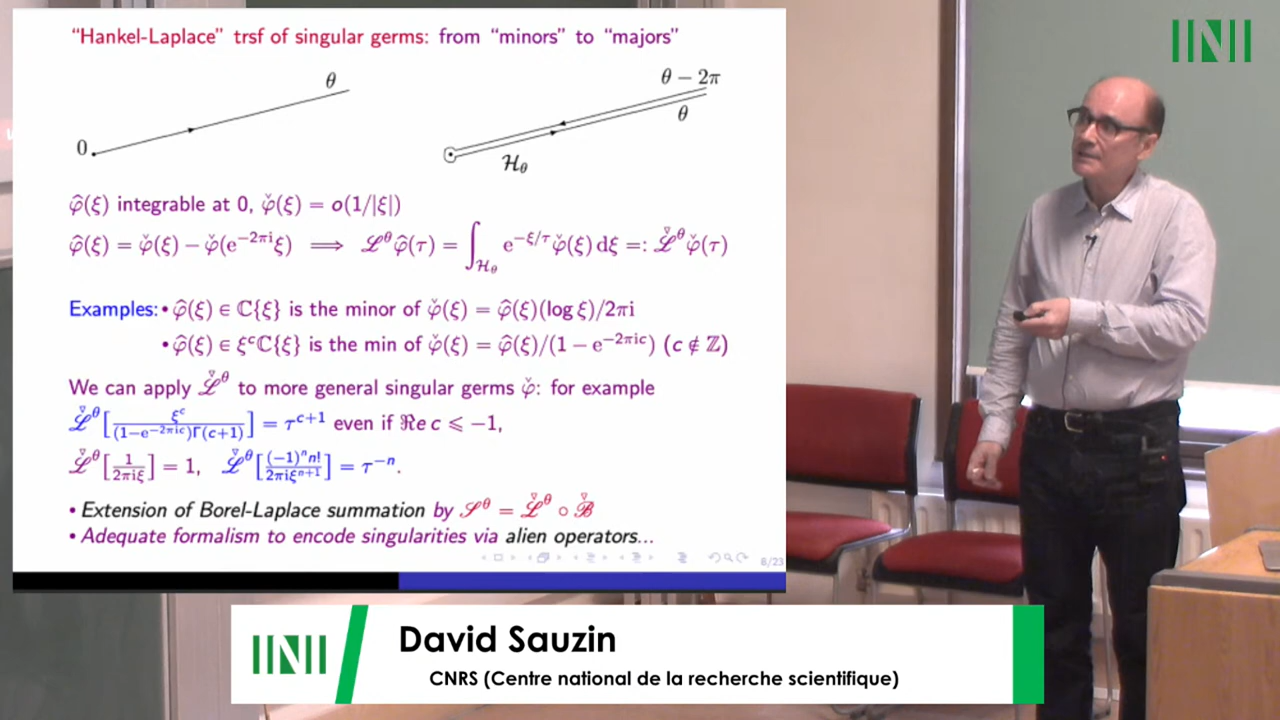 "Hankel-Laplace" trsf of singular germs: from "minors" to "majors"
θ
0
θ − 2π
θ
ℋ_θ
φ̂(ξ) integrable at 0, φ̌(ξ) = o(1/|ξ|)
φ̂(ξ) = φ̌(ξ) − φ̌(e^{−2πi}ξ) ⟹ ℒ^θ φ̂(τ) = ∫_{ℋ_θ} e^{−ξ/τ} φ̌(ξ) dξ =: ℒ̌^θ φ̌(τ)
Examples: • φ̂(ξ) ∈ ℂ{ξ} is the minor of φ̌(ξ) = φ̂(ξ)(log ξ)/2πi
• φ̂(ξ) ∈ ξ^c ℂ{ξ} is the min of φ̌(ξ) = φ̂(ξ)/(1 − e^{−2πic}) (c ∉ ℤ)
We can apply ℒ̌^θ to more general singular germs φ̌: for example
ℒ̌^θ[ξ^c/((1−e^{−2πic})Γ(c+1))] = τ^{c+1} even if ℜe c ⩽ −1,
ℒ̌^θ[1/(2πiξ)] = 1, ℒ̌^θ[(−1)^n n!/(2πiξ^{n+1})] = τ^{−n}.
• Extension of Borel-Laplace summation by 𝒮^θ = ℒ̌^θ ∘ ℬ̌
• Adequate formalism to encode singularities via alien operators...
8/23
INI
INI
David Sauzin
CNRS (Centre national de la recherche scientifique)